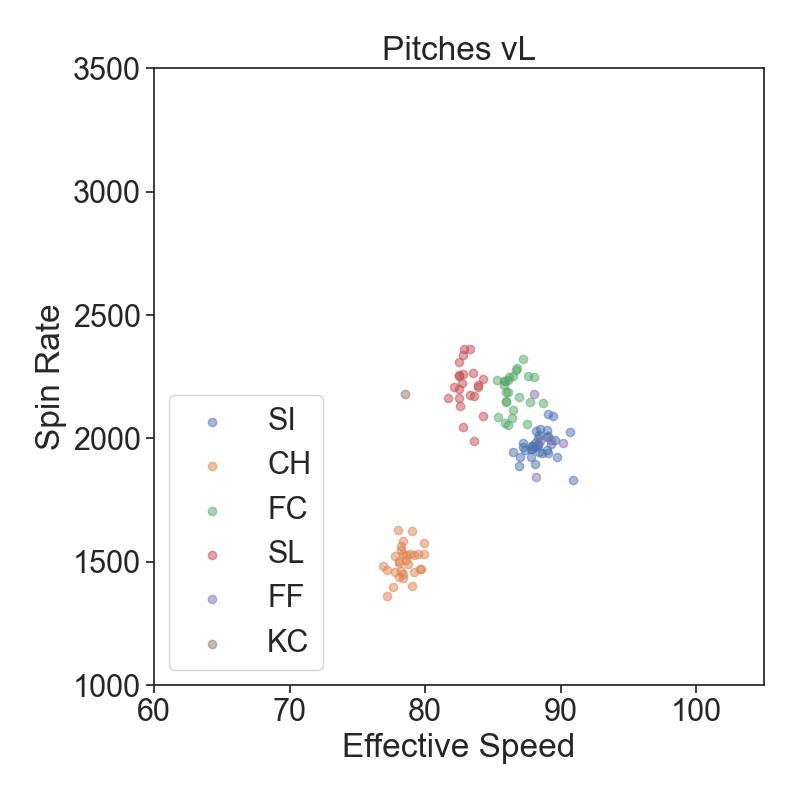 Pitches vL
3500
3000
2500
2000
1500
1000
Spin Rate
SI
CH
FC
SL
FF
KC
60 70 80 90 100
Effective Speed